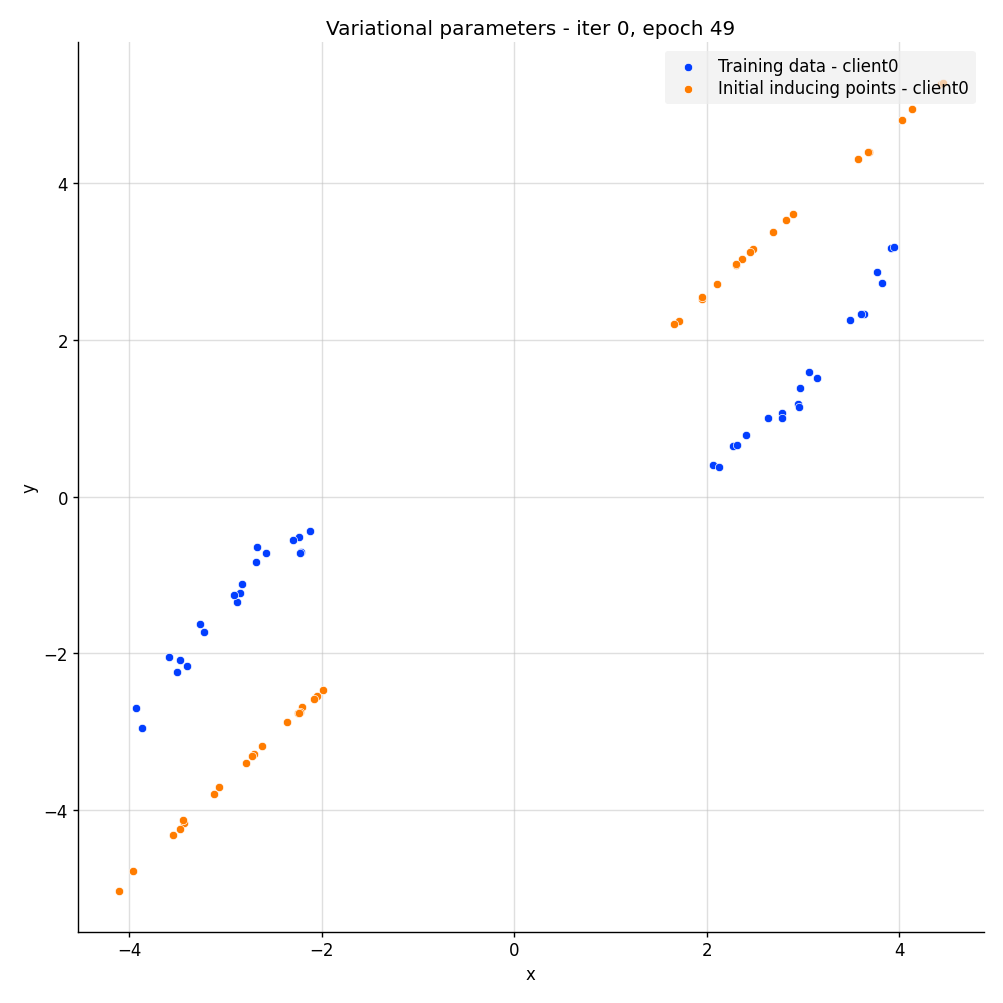 Variational parameters - iter 0, epoch 49
Training data - client0
Initial inducing points - client0
4
2
0
−2
−4
y
−4 −2 0 2 4
x